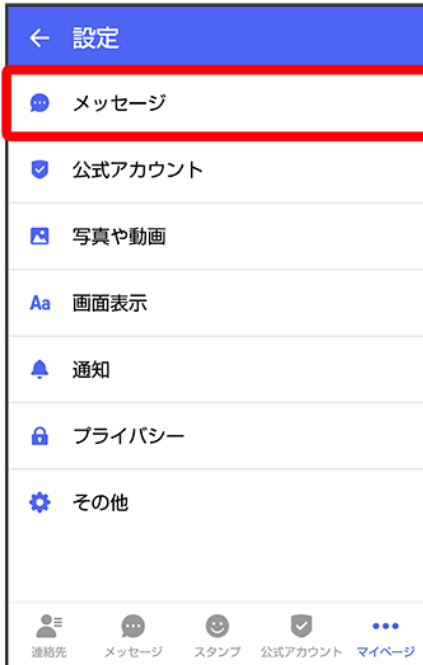 設定
メッセージ
公式アカウント
写真や動画
Aa 画面表示
通知
プライバシー
その他
連絡先 メッセージ スタンプ 公式アカウント マイページ